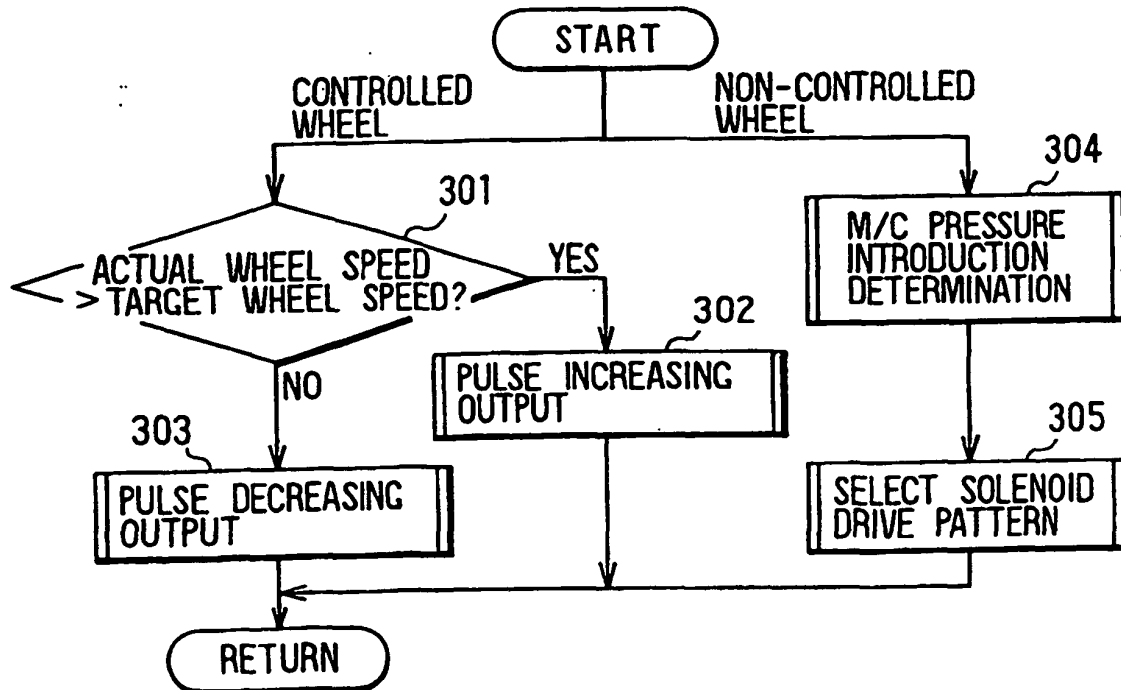 START
CONTROLLED
WHEEL
NON-CONTROLLED
WHEEL
301
304
ACTUAL WHEEL SPEED
>TARGET WHEEL SPEED?
YES
M/C PRESSURE
INTRODUCTION
DETERMINATION
302
NO
PULSE INCREASING
OUTPUT
303
305
PULSE DECREASING
OUTPUT
SELECT SOLENOID
DRIVE PATTERN
RETURN